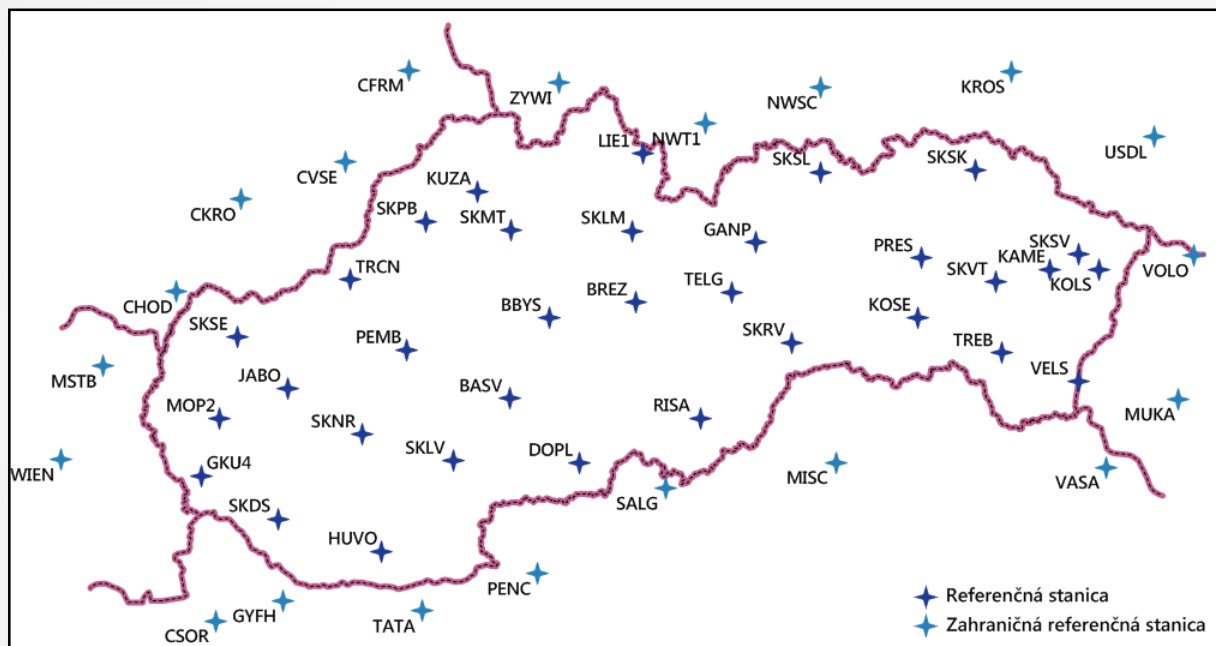 CFRM
ZYWI
NWSC
KROS
LIE1
NWT1
SKSL
SKSK
USDL
CVSE
KUZA
CKRO
SKPB
SKMT
SKLM
GANP
PRES
SKSV
KAME
SKVT
KOLS
VOLO
TRCN
CHOD
TELG
BREZ
BBYS
KOSE
SKSE
PEMB
SKRV
TREB
MSTB
JABO
VELS
BASV
MUKA
MOP2
RISA
SKNR
WIEN
GKU4
SKLV
DOPL
MISC
VASA
SALG
SKDS
HUVO
PENC
Referenčná stanica
GYFH
TATA
CSOR
Zahraničná referenčná stanica